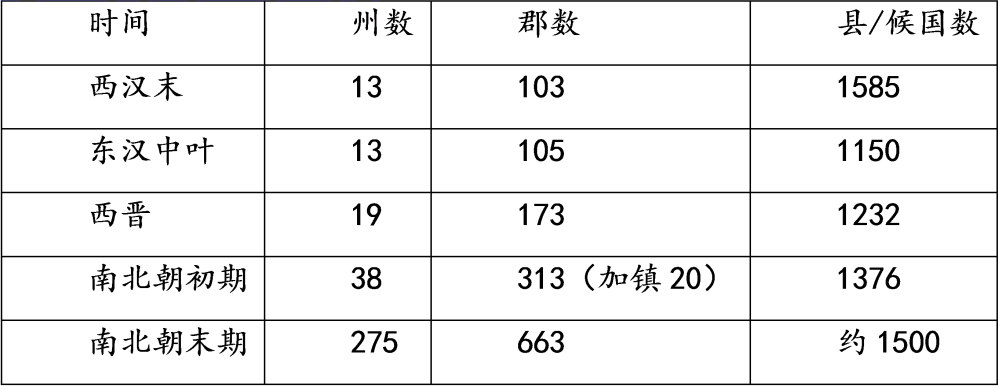 时间 州数 郡数 县/候国数
西汉末 13 103 1585
东汉中叶 13 105 1150
西晋 19 173 1232
南北朝初期 38 313（加镇20） 1376
南北朝末期 275 663 约1500